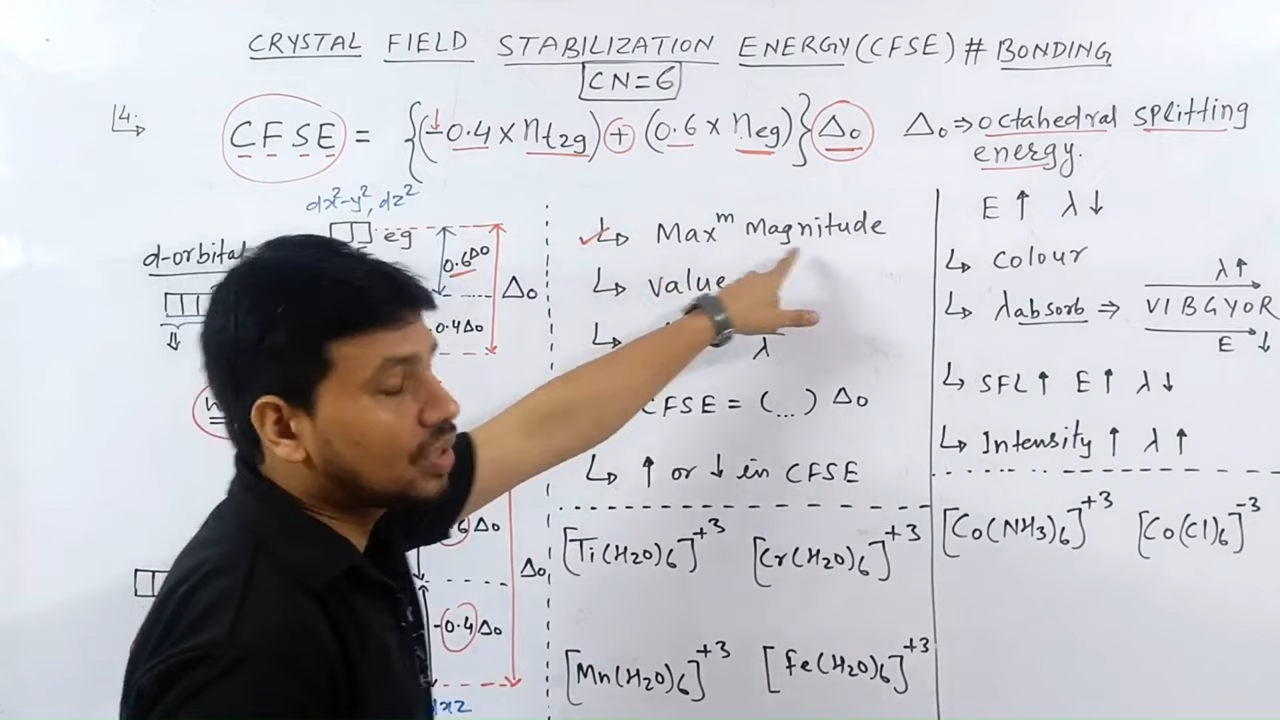 CRYSTAL FIELD STABILIZATION ENERGY (CFSE) # BONDING
CN=6
4.
CFSE = {(-0.4 × nt2g) + (0.6 × neg)} Δo
Δo ⇒ octahedral splitting
energy.
dx²-y², dz²
eg
d-orbital
0.6Δo
Δo
-0.4Δo
Δo
-0.4Δo
dxz
Maxᵐ Magnitude
value
λ
CFSE = (...) Δo
↑ or ↓ in CFSE
[Ti(H2O)6]⁺³ [Cr(H2O)6]⁺³
[Mn(H2O)6]⁺³ [Fe(H2O)6]⁺³
E ↑ λ ↓
Colour
λ↑
λabsorb ⇒ VIBGYOR
E ↓
SFL ↑ E ↑ λ ↓
Intensity ↑ λ ↑
[Co(NH3)6]⁺³ [Co(Cl)6]⁻³